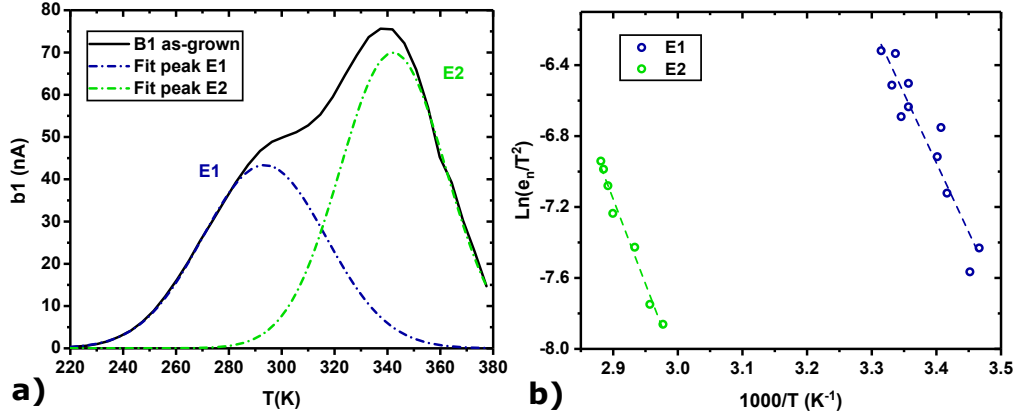 80
70
60
50
40
30
20
10
0
b1 (nA)
B1 as-grown
Fit peak E1
Fit peak E2
E1
E2
220 240 260 280 300 320 340 360 380
T(K)
a)
-6.4
-6.8
-7.2
-7.6
-8.0
Ln(eₙ/T²)
E1
E2
2.9 3.0 3.1 3.2 3.3 3.4 3.5
1000/T (K⁻¹)
b)